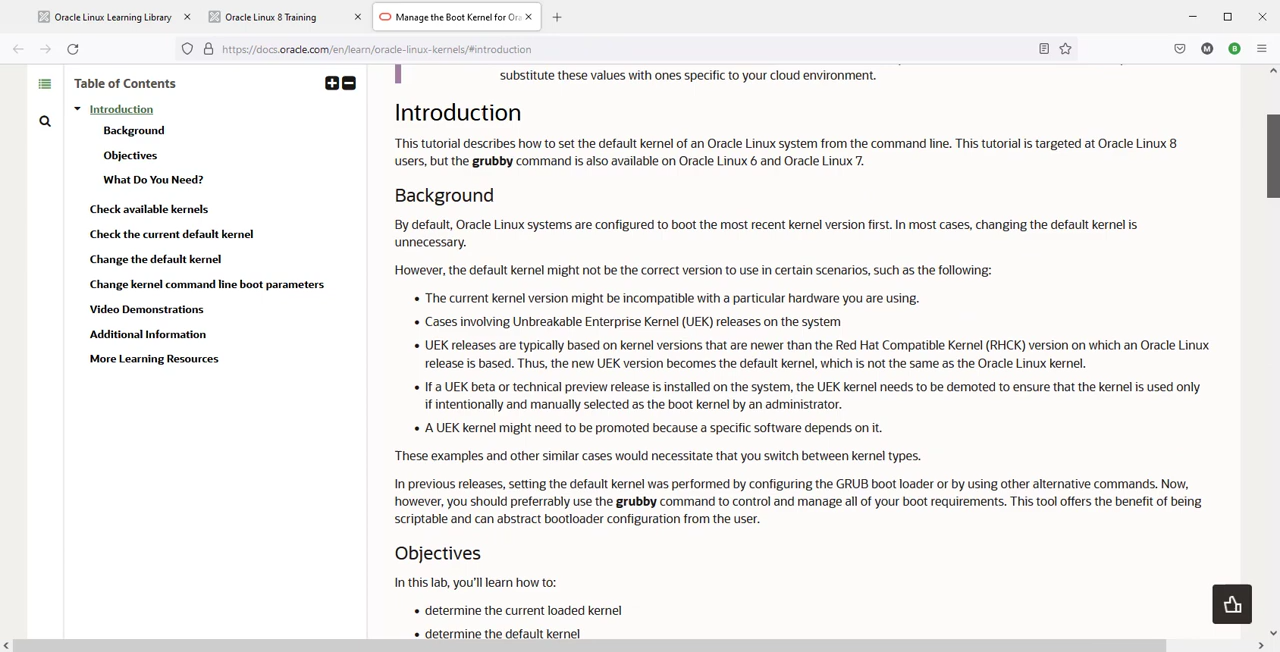 Oracle Linux Learning Library
Oracle Linux 8 Training
Manage the Boot Kernel for Ora
https://docs.oracle.com/en/learn/oracle-linux-kernels/#introduction
M
B
Table of Contents
Introduction
Background
Objectives
What Do You Need?
Check available kernels
Check the current default kernel
Change the default kernel
Change kernel command line boot parameters
Video Demonstrations
Additional Information
More Learning Resources
substitute these values with ones specific to your cloud environment.
Introduction
This tutorial describes how to set the default kernel of an Oracle Linux system from the command line. This tutorial is targeted at Oracle Linux 8
users, but the grubby command is also available on Oracle Linux 6 and Oracle Linux 7.
Background
By default, Oracle Linux systems are configured to boot the most recent kernel version first. In most cases, changing the default kernel is
unnecessary.
However, the default kernel might not be the correct version to use in certain scenarios, such as the following:
• The current kernel version might be incompatible with a particular hardware you are using.
• Cases involving Unbreakable Enterprise Kernel (UEK) releases on the system
• UEK releases are typically based on kernel versions that are newer than the Red Hat Compatible Kernel (RHCK) version on which an Oracle Linux
release is based. Thus, the new UEK version becomes the default kernel, which is not the same as the Oracle Linux kernel.
• If a UEK beta or technical preview release is installed on the system, the UEK kernel needs to be demoted to ensure that the kernel is used only
if intentionally and manually selected as the boot kernel by an administrator.
• A UEK kernel might need to be promoted because a specific software depends on it.
These examples and other similar cases would necessitate that you switch between kernel types.
In previous releases, setting the default kernel was performed by configuring the GRUB boot loader or by using other alternative commands. Now,
however, you should preferrably use the grubby command to control and manage all of your boot requirements. This tool offers the benefit of being
scriptable and can abstract bootloader configuration from the user.
Objectives
In this lab, you'll learn how to:
• determine the current loaded kernel
• determine the default kernel